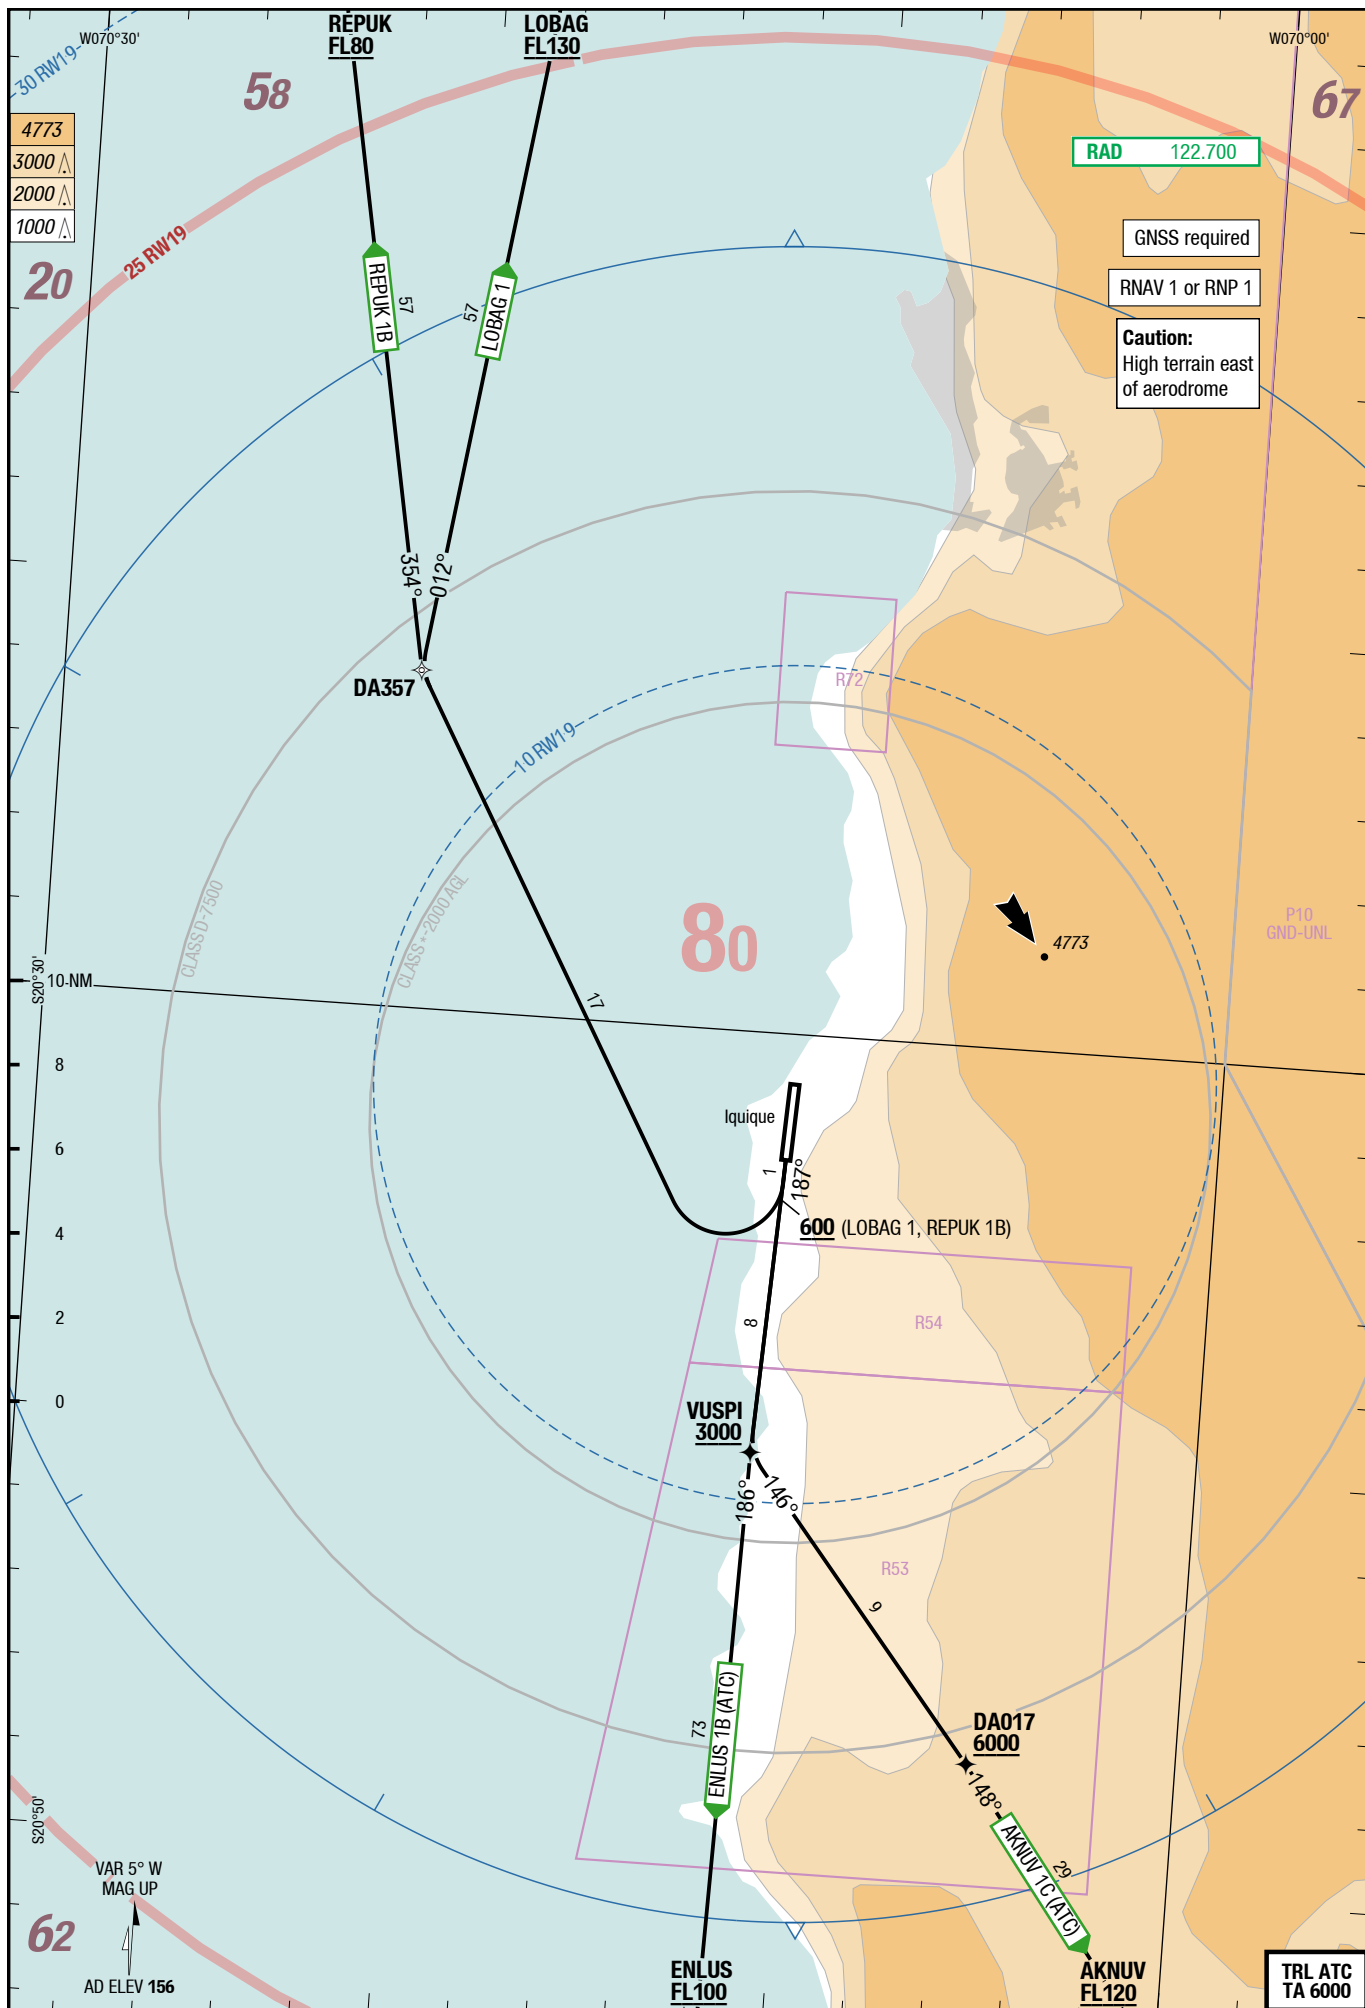 REPUK
FL80
LOBAG
FL130
W070°30'
W070°00'
30 RW19
58
67
4773
3000
2000
1000
RAD 122.700
GNSS required
RNAV 1 or RNP 1
Caution:
High terrain east
of aerodrome
25 RW19
20
REPUK 1B
57
57
LOBAG 1
354°
012°
DA357
R72
10 RW19
CLASS D-7500
CLASS *-2000 AGL
80
4773
P10
GND-UNL
S20°30'
10 NM
17
8
6
4
2
0
Iquique
1
187°
600 (LOBAG 1, REPUK 1B)
R54
8
VUSPI
3000
186°
146°
R53
9
73
ENLUS 1B (ATC)
DA017
6000
148°
AKNUV 1C (ATC)
29
S20°50'
VAR 5° W
MAG UP
62
AD ELEV 156
ENLUS
FL100
AKNUV
FL120
TRL ATC
TA 6000